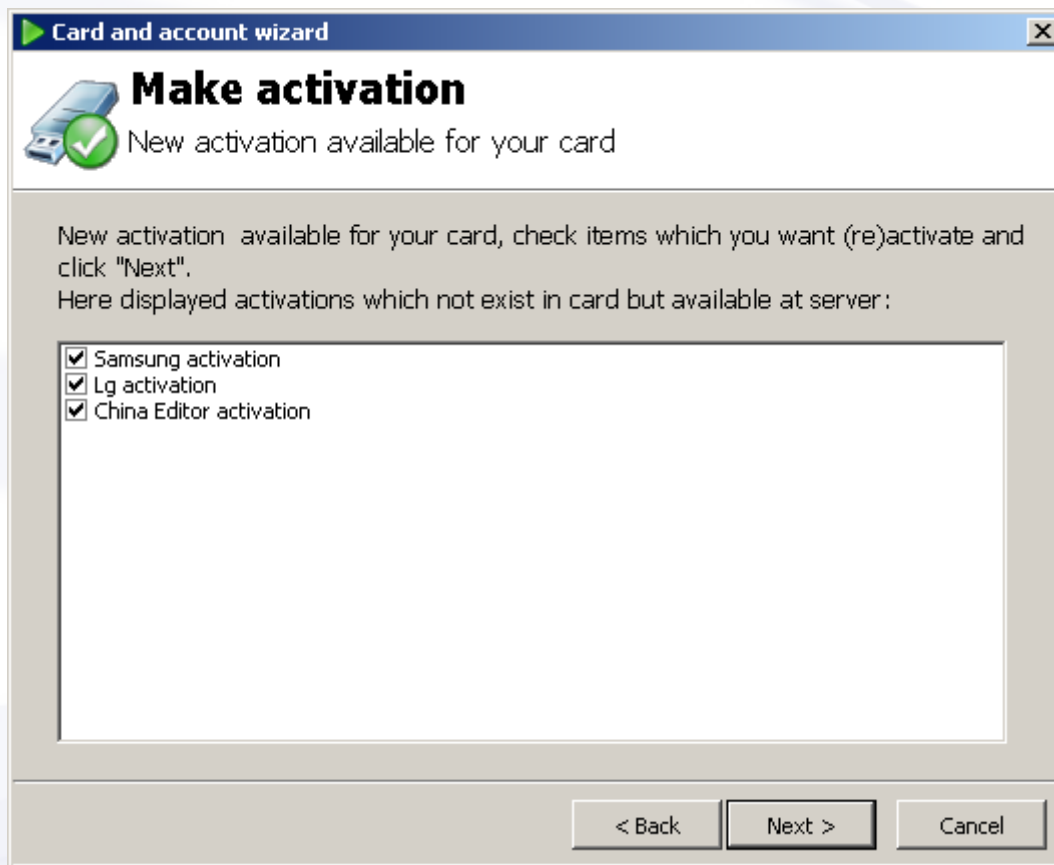 Card and account wizard
Make activation
New activation available for your card
New activation  available for your card, check items which you want (re)activate and
click "Next".
Here displayed activations which not exist in card but available at server:
Samsung activation
Lg activation
China Editor activation
< Back
Next >
Cancel